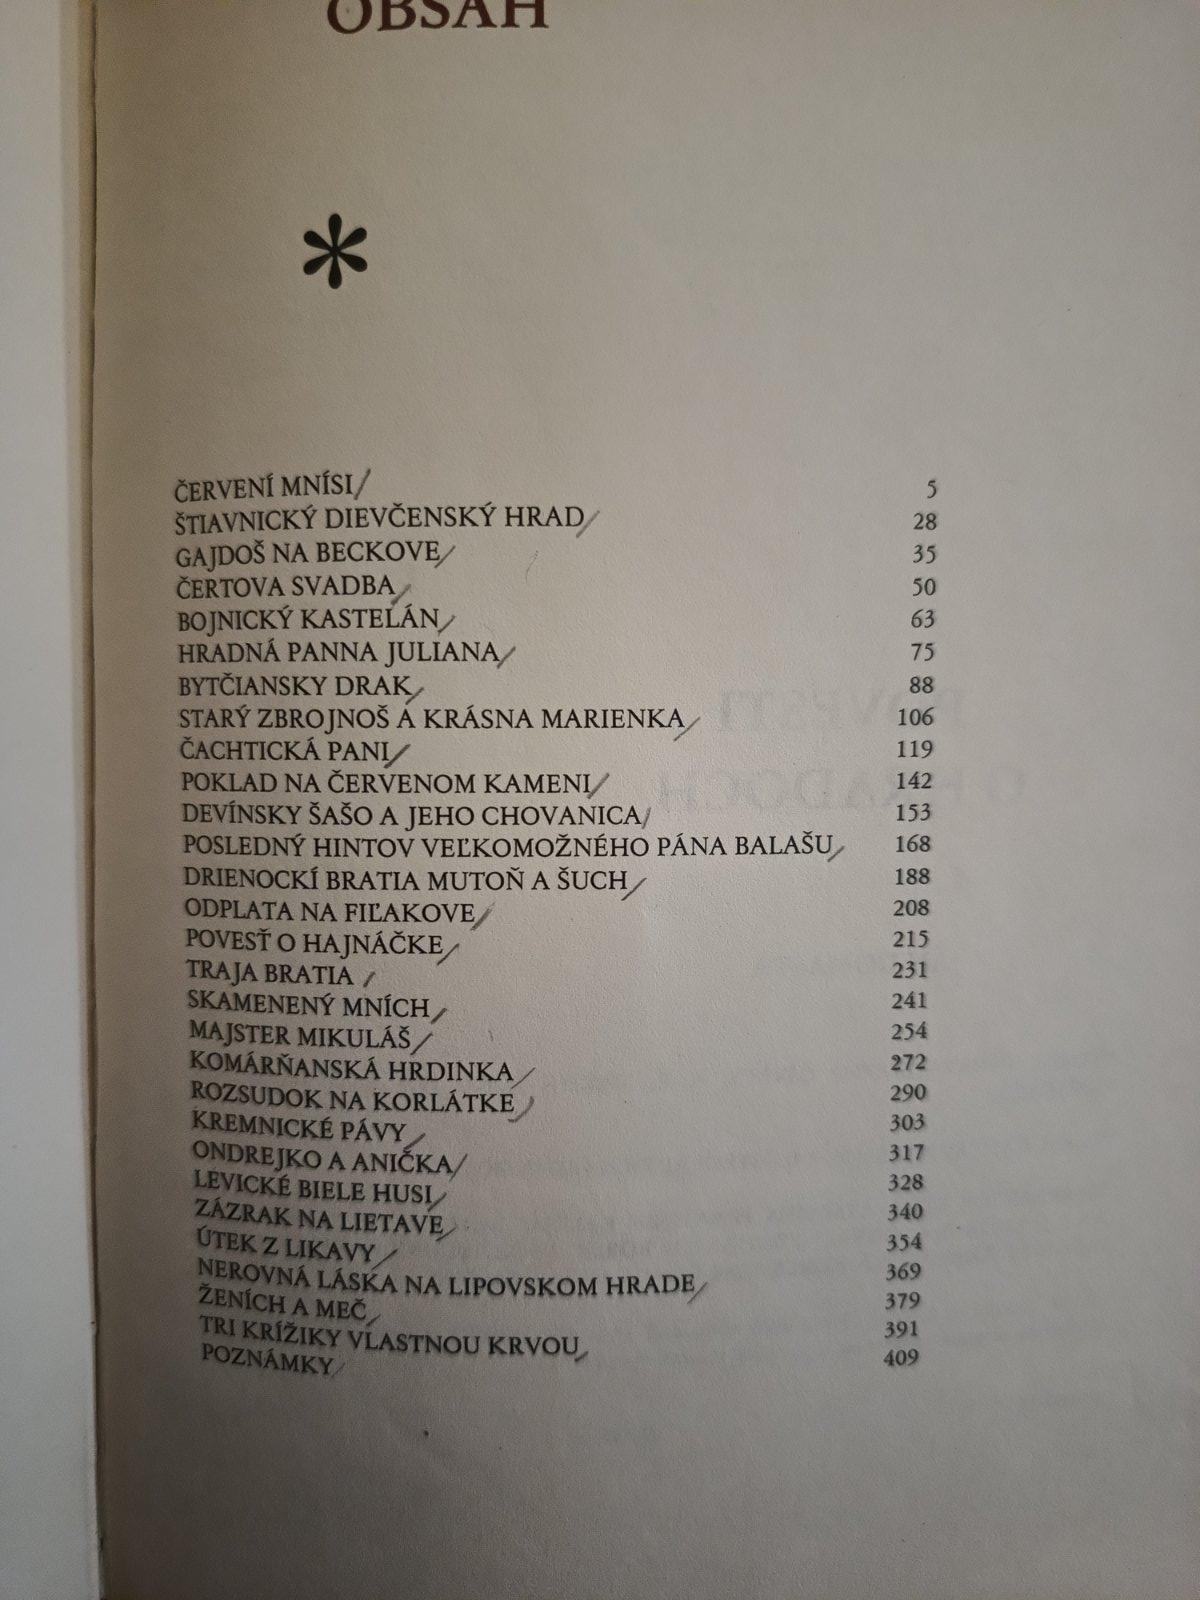 OBSAH
*
ČERVENÍ MNÍSI 5
ŠTIAVNICKÝ DIEVČENSKÝ HRAD 28
GAJDOŠ NA BECKOVE 35
ČERTOVA SVADBA 50
BOJNICKÝ KASTELÁN 63
HRADNÁ PANNA JULIANA 75
BYTČIANSKY DRAK 88
STARÝ ZBROJNOŠ A KRÁSNA MARIENKA 106
ČACHTICKÁ PANI 119
POKLAD NA ČERVENOM KAMENI 142
DEVÍNSKY ŠAŠO A JEHO CHOVANICA 153
POSLEDNÝ HINTOV VEĽKOMOŽNÉHO PÁNA BALAŠU 168
DRIENOCKÍ BRATIA MUTOŇ A ŠUCH 188
ODPLATA NA FIĽAKOVE 208
POVESŤ O HAJNÁČKE 215
TRAJA BRATIA 231
SKAMENENÝ MNÍCH 241
MAJSTER MIKULÁŠ 254
KOMÁRŇANSKÁ HRDINKA 272
ROZSUDOK NA KORLÁTKE 290
KREMNICKÉ PÁVY 303
ONDREJKO A ANIČKA 317
LEVICKÉ BIELE HUSI 328
ZÁZRAK NA LIETAVE 340
ÚTEK Z LIKAVY 354
NEROVNÁ LÁSKA NA LIPOVSKOM HRADE 369
ŽENÍCH A MEČ 379
TRI KRÍŽIKY VLASTNOU KRVOU 391
POZNÁMKY 409